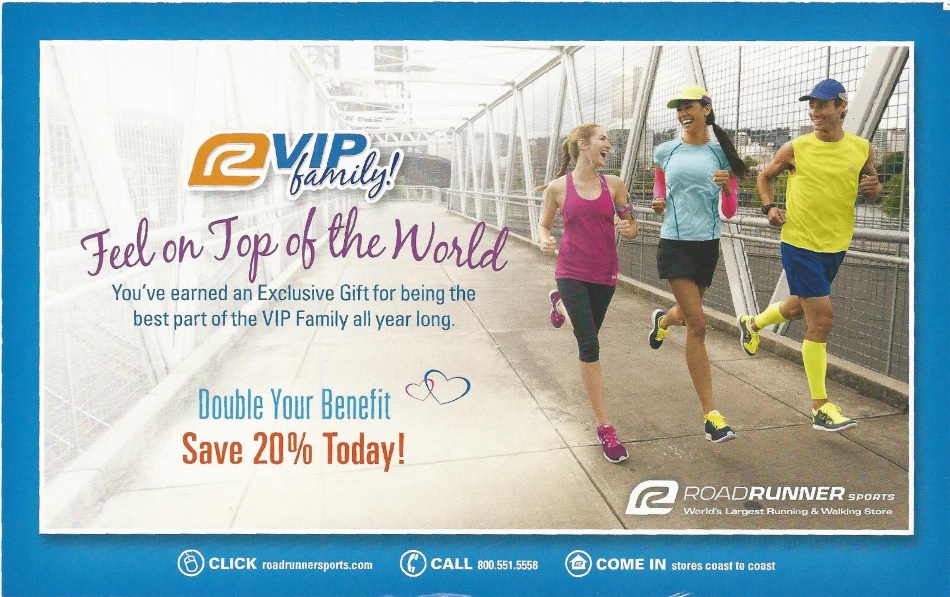 VIP
family!
Feel on Top of the World
You've earned an Exclusive Gift for being the
best part of the VIP Family all year long.
Double Your Benefit
Save 20% Today!
ROADRUNNER SPORTS
World's Largest Running & Walking Store
CLICK roadrunnersports.com CALL 800.551.5558 COME IN stores coast to coast